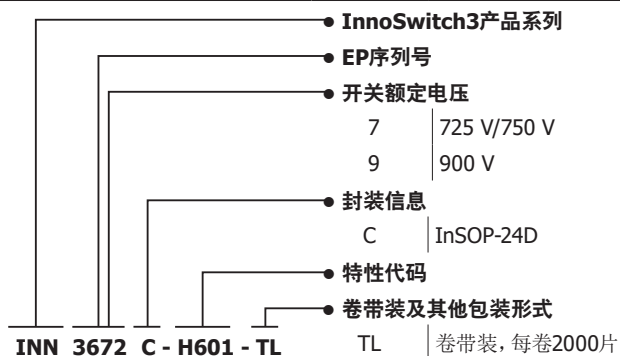 InnoSwitch3产品系列
EP序列号
开关额定电压
7 725 V/750 V
9 900 V
封装信息
C InSOP-24D
特性代码
卷带装及其他包装形式
TL 卷带装，每卷2000片
INN 3672 C - H601 - TL